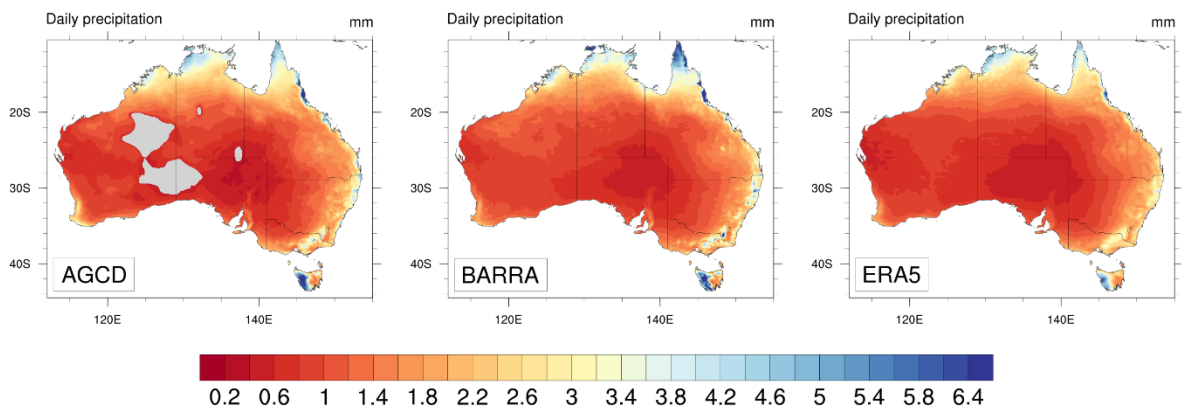 Daily precipitation mm
Daily precipitation mm
Daily precipitation mm
20S
30S
40S
AGCD
120E 140E
20S
30S
40S
BARRA
120E 140E
20S
30S
40S
ERA5
120E 140E
0.2 0.6 1 1.4 1.8 2.2 2.6 3 3.4 3.8 4.2 4.6 5 5.4 5.8 6.4